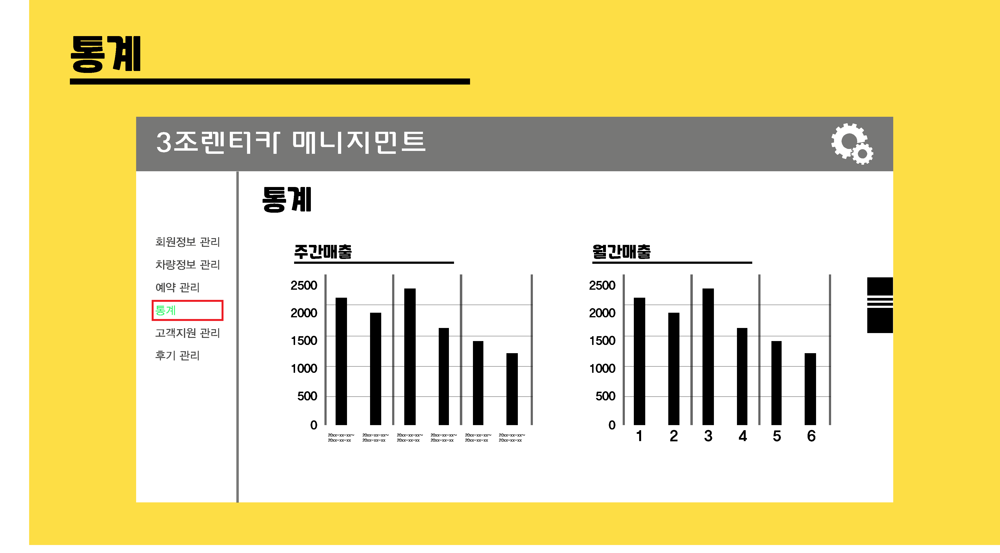 통계
3조렌터카 매니지먼트
통계
회원정보 관리
차량정보 관리
예약 관리
통계
고객지원 관리
후기 관리
주간매출
2500
2000
1500
1000
500
0
20xx-xx-xx~ 20xx-xx-xx~ 20xx-xx-xx~ 20xx-xx-xx~ 20xx-xx-xx~ 20xx-xx-xx~
20xx-xx-xx 20xx-xx-xx 20xx-xx-xx 20xx-xx-xx 20xx-xx-xx 20xx-xx-xx
월간매출
2500
2000
1500
1000
500
0
1 2 3 4 5 6